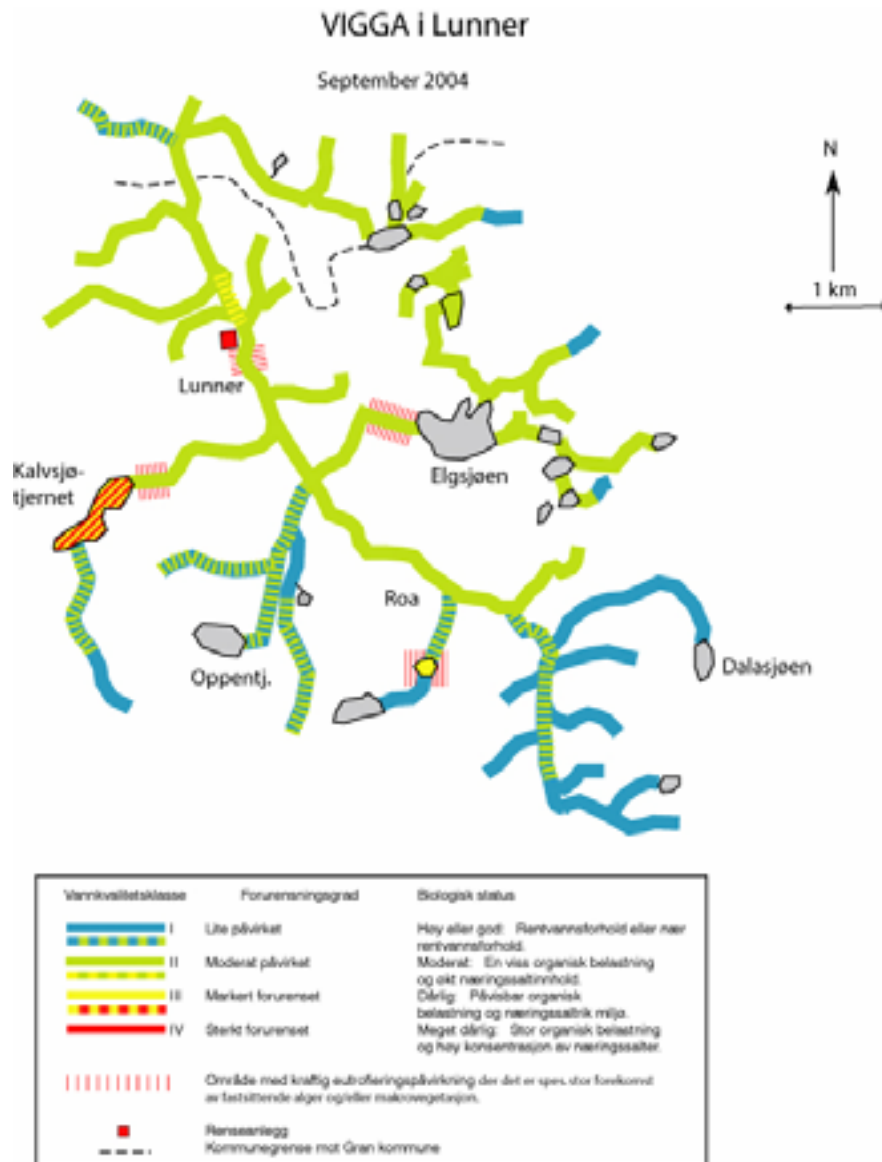 VIGGA i Lunner
September 2004
N
1 km
Lunner
Kalvsjø-
tjernet
Elgsjøen
Roa
Oppentj.
Dalasjøen
Vannkvalitetsklasse Forurensningsgrad Biologisk status
I Lite påvirket Høy eller god: Rentvannsforhold eller nær
rentvannsforhold.
II Moderat påvirket Moderat: En viss organisk belastning
og økt næringssaltinnhold.
III Markert forurenset Dårlig: Påvisbar organisk
belastning og næringssaltrik miljø.
IV Sterkt forurenset Meget dårlig: Stor organisk belastning
og høy konsentrasjon av næringssalter.
Område med kraftig eutrofieringspåvirkning der det er spes. stor forekomst
av fastsittende alger og/eller makrovegetasjon.
Renseanlegg
Kommunegrense mot Gran kommune